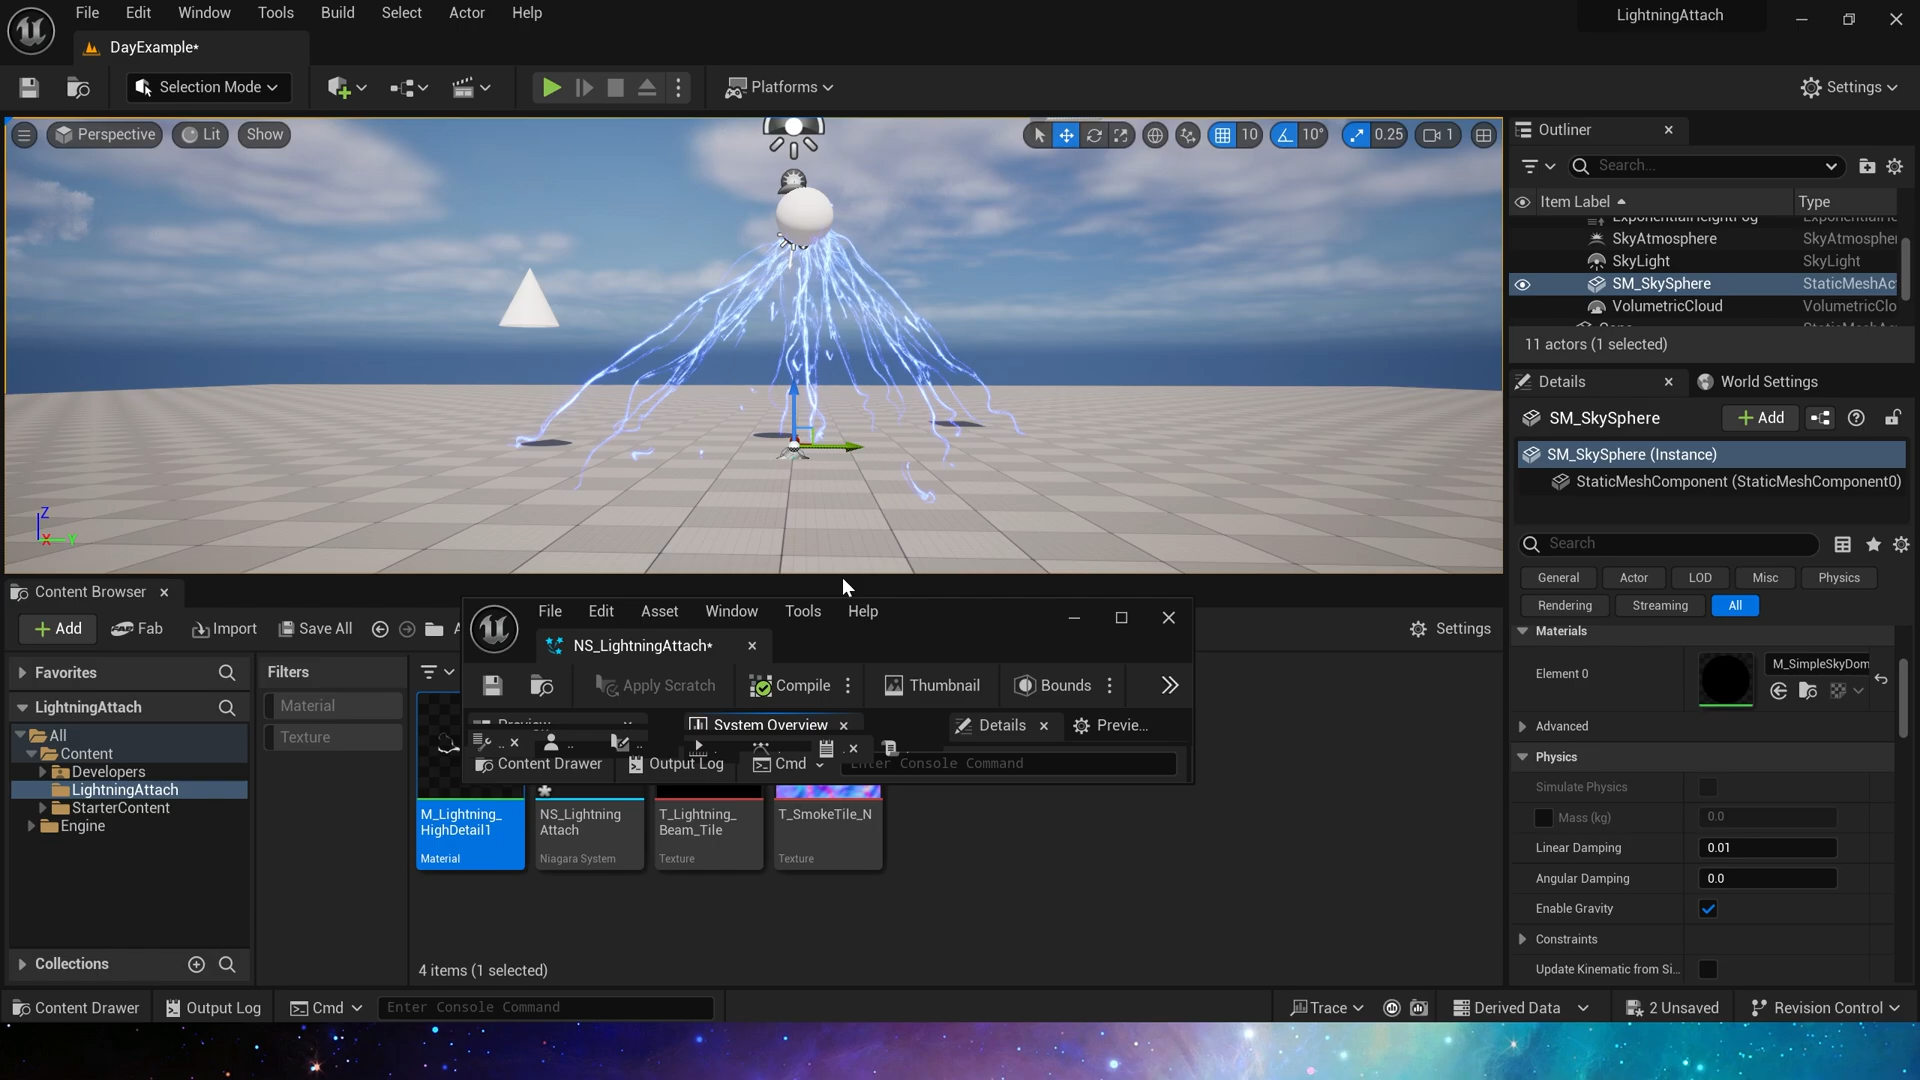 File Edit Window Tools Build Select Actor Help
LightningAttach
DayExample*
Selection Mode
Platforms
Settings
Perspective
Lit
Show
10
10°
0.25
1
Z
X
Y
Outliner
Search...
Item Label
Type
ExponentialHeightFog
SkyAtmosphere SkyAtmospher
SkyLight SkyLight
SM_SkySphere StaticMeshAc
VolumetricCloud VolumetricClo
11 actors (1 selected)
Details
World Settings
SM_SkySphere
Add
SM_SkySphere (Instance)
StaticMeshComponent (StaticMeshComponent0)
Search
General Actor LOD Misc Physics
Rendering Streaming All
Materials
Element 0
M_SimpleSkyDom
Advanced
Physics
Simulate Physics
Mass (kg) 0.0
Linear Damping 0.01
Angular Damping 0.0
Enable Gravity
Constraints
Update Kinematic from Si...
Content Browser
Add
Fab
Import
Save All
A
Settings
Favorites
LightningAttach
All
Content
Developers
LightningAttach
StarterContent
Engine
Collections
Filters
Material
Texture
File Edit Asset Window Tools Help
NS_LightningAttach*
Apply Scratch
Compile
Thumbnail
Bounds
Preview
System Overview
Details
Previe...
..
..
..
Content Drawer
Output Log
Cmd
Enter Console Command
M_Lightning_
HighDetail1
Material
NS_Lightning
Attach
Niagara System
T_Lightning_
Beam_Tile
Texture
T_SmokeTile_N
Texture
4 items (1 selected)
Content Drawer
Output Log
Cmd
Enter Console Command
Trace
Derived Data
2 Unsaved
Revision Control